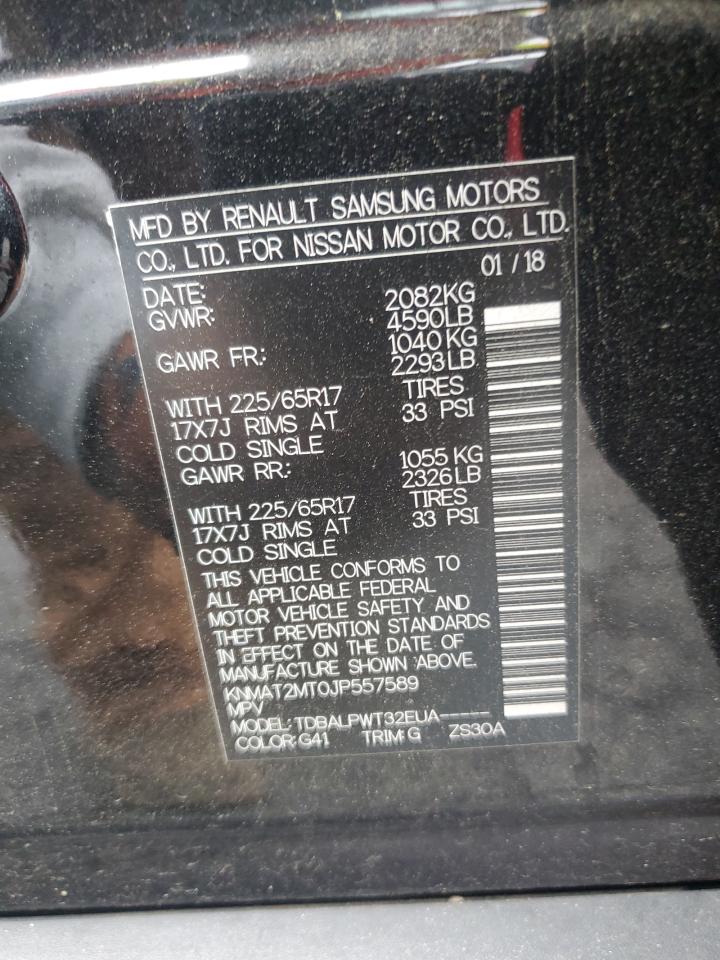 MFD BY RENAULT SAMSUNG MOTORS
CO., LTD. FOR NISSAN MOTOR CO., LTD.
DATE: 01 / 18
GVWR: 2082KG
4590LB
GAWR FR.: 1040 KG
2293LB
WITH 225/65R17 TIRES
17X7J RIMS AT 33 PSI
COLD SINGLE
GAWR RR.: 1055 KG
2326LB
WITH 225/65R17 TIRES
17X7J RIMS AT 33 PSI
COLD SINGLE
THIS VEHICLE CONFORMS TO
ALL APPLICABLE FEDERAL
MOTOR VEHICLE SAFETY AND
THEFT PREVENTION STANDARDS
IN EFFECT ON THE DATE OF
MANUFACTURE SHOWN ABOVE.
KNMAT2MT0JP557589
MPV
MODEL: TDBALPWT32EUA-----
COLOR: G41 TRIM: G ZS30A